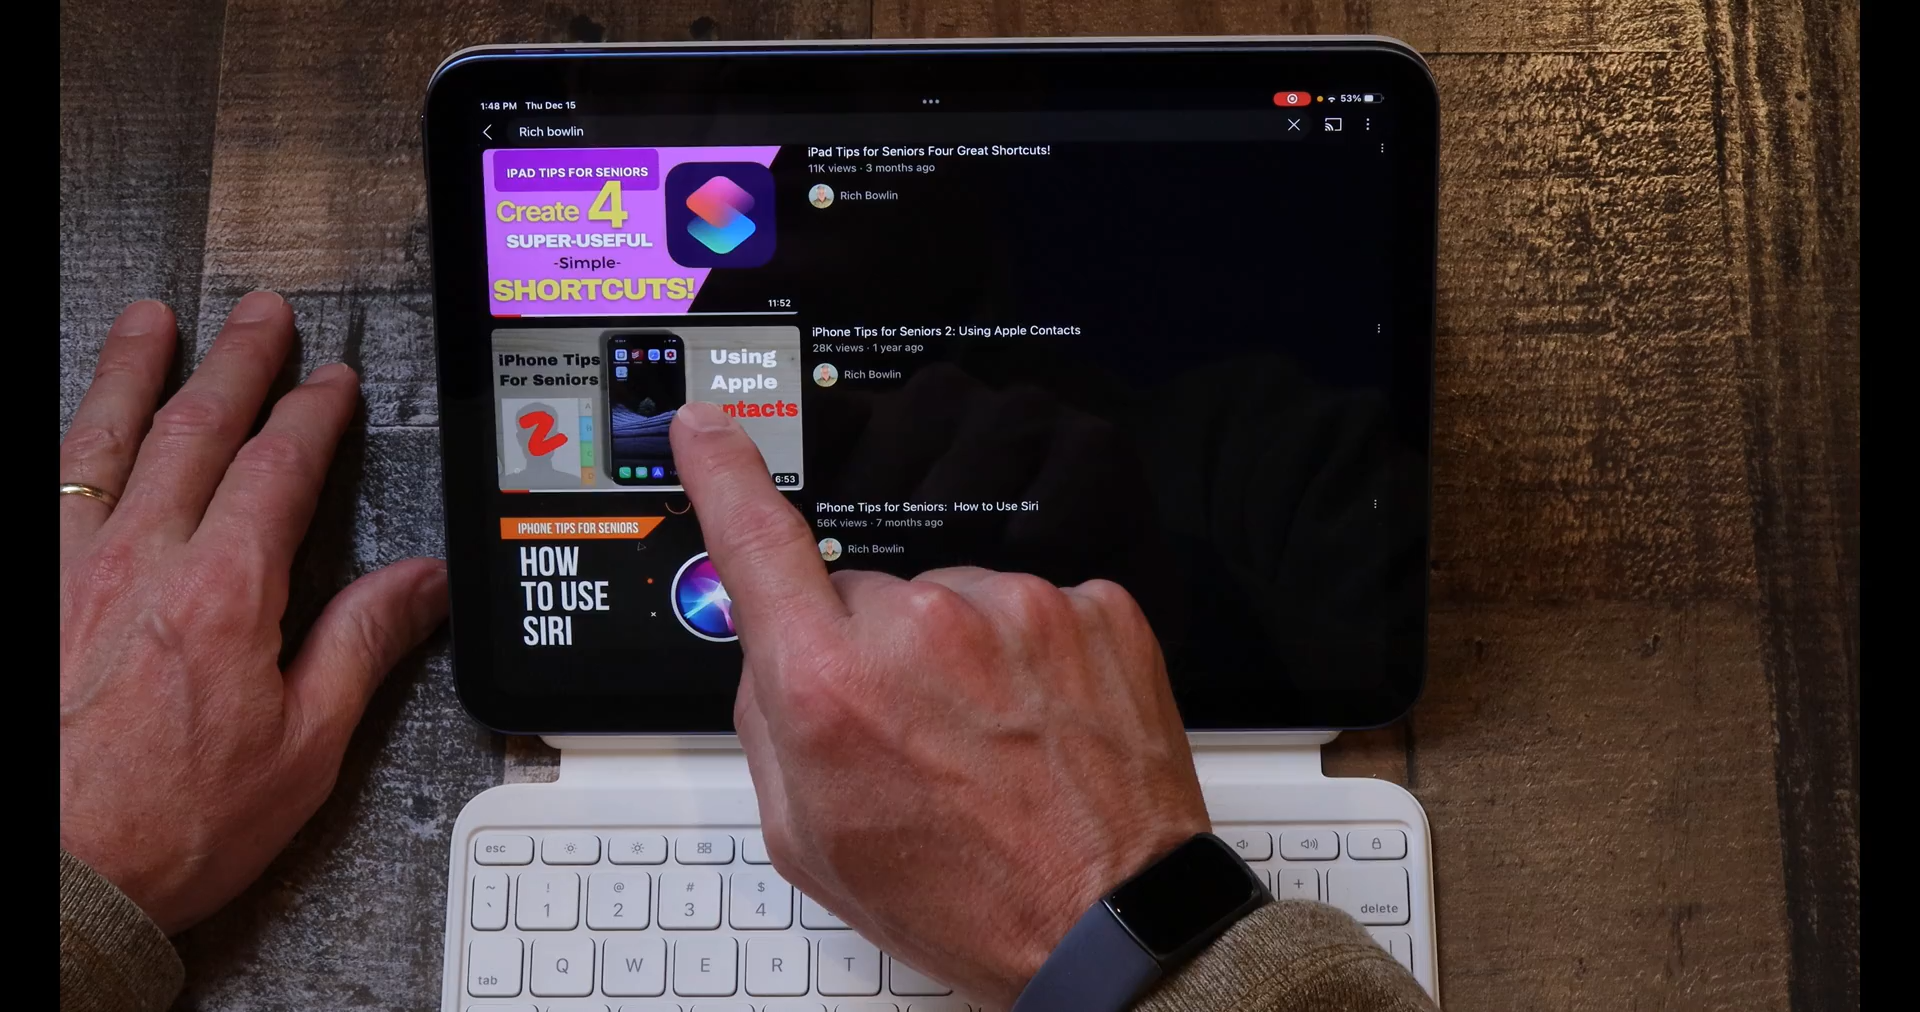 1:48 PM Thu Dec 15
53%
Rich bowlin
IPAD TIPS FOR SENIORS
Create 4
SUPER-USEFUL
-Simple-
SHORTCUTS!
11:52
iPad Tips for Seniors Four Great Shortcuts!
11K views · 3 months ago
Rich Bowlin
iPhone Tips
For Seniors
2
Using
Apple
ntacts
6:53
iPhone Tips for Seniors 2: Using Apple Contacts
28K views · 1 year ago
Rich Bowlin
IPHONE TIPS FOR SENIORS
HOW
TO USE
SIRI
iPhone Tips for Seniors: How to Use Siri
56K views · 7 months ago
Rich Bowlin
esc
~ ! @ # $ +
` 1 2 3 4 delete
tab Q W E R T